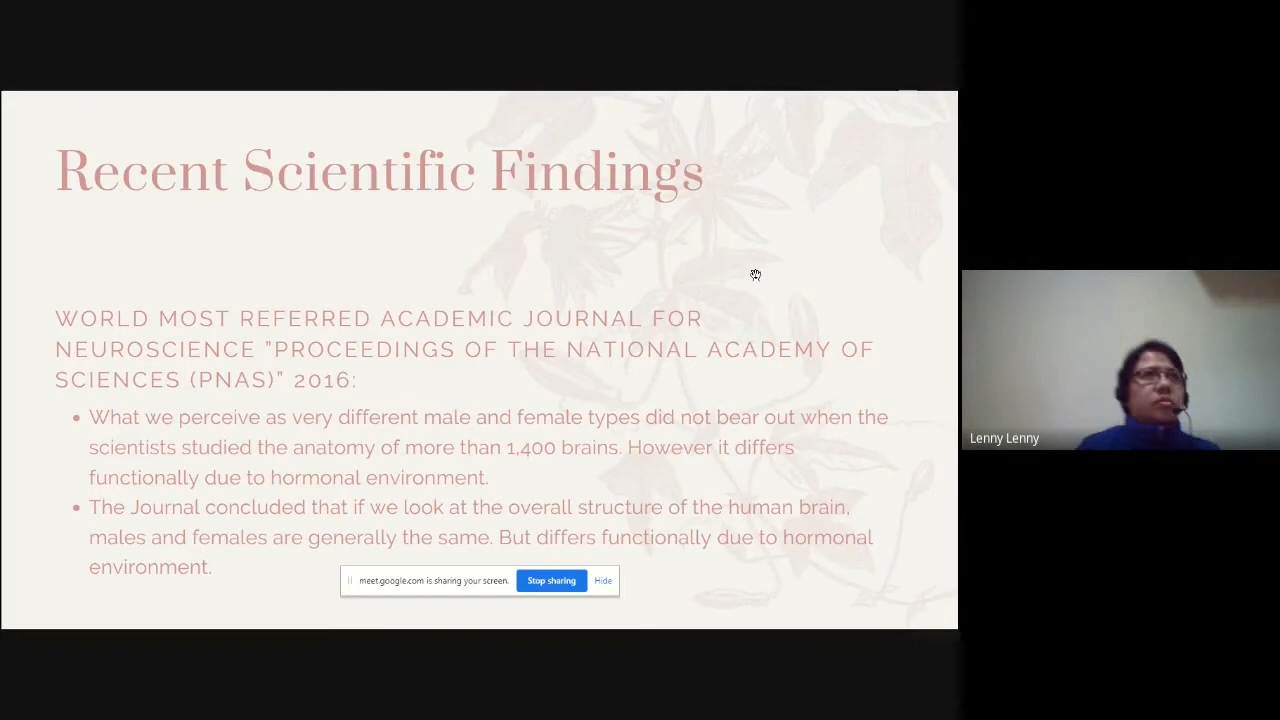 Recent Scientific Findings
WORLD MOST REFERRED ACADEMIC JOURNAL FOR
NEUROSCIENCE "PROCEEDINGS OF THE NATIONAL ACADEMY OF
SCIENCES (PNAS)" 2016:
• What we perceive as very different male and female types did not bear out when the
scientists studied the anatomy of more than 1,400 brains. However it differs
functionally due to hormonal environment.
• The Journal concluded that if we look at the overall structure of the human brain,
males and females are generally the same. But differs functionally due to hormonal
environment.
meet.google.com is sharing your screen. Stop sharing Hide
Lenny Lenny